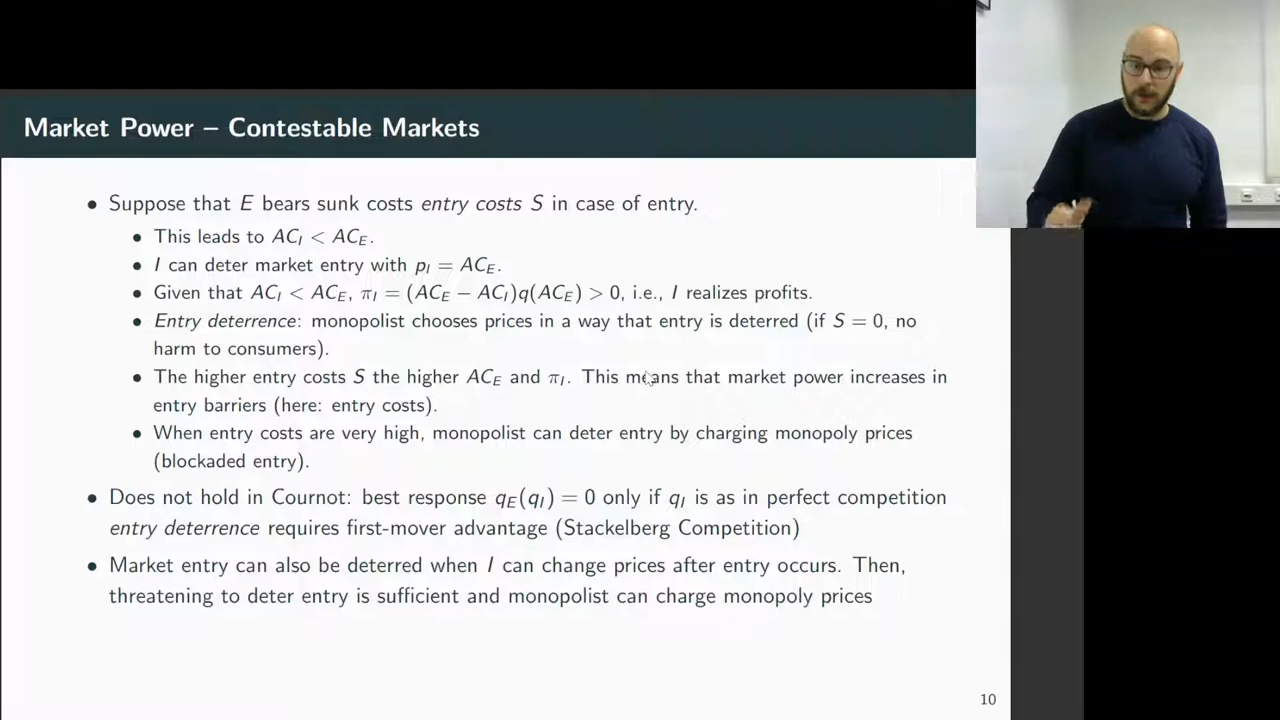 Market Power – Contestable Markets
• Suppose that E bears sunk costs entry costs S in case of entry.
• This leads to AC_I < AC_E.
• I can deter market entry with p_I = AC_E.
• Given that AC_I < AC_E, π_I = (AC_E − AC_I)q(AC_E) > 0, i.e., I realizes profits.
• Entry deterrence: monopolist chooses prices in a way that entry is deterred (if S = 0, no
harm to consumers).
• The higher entry costs S the higher AC_E and π_I. This means that market power increases in
entry barriers (here: entry costs).
• When entry costs are very high, monopolist can deter entry by charging monopoly prices
(blockaded entry).
• Does not hold in Cournot: best response q_E(q_I) = 0 only if q_I is as in perfect competition
entry deterrence requires first-mover advantage (Stackelberg Competition)
• Market entry can also be deterred when I can change prices after entry occurs. Then,
threatening to deter entry is sufficient and monopolist can charge monopoly prices
10